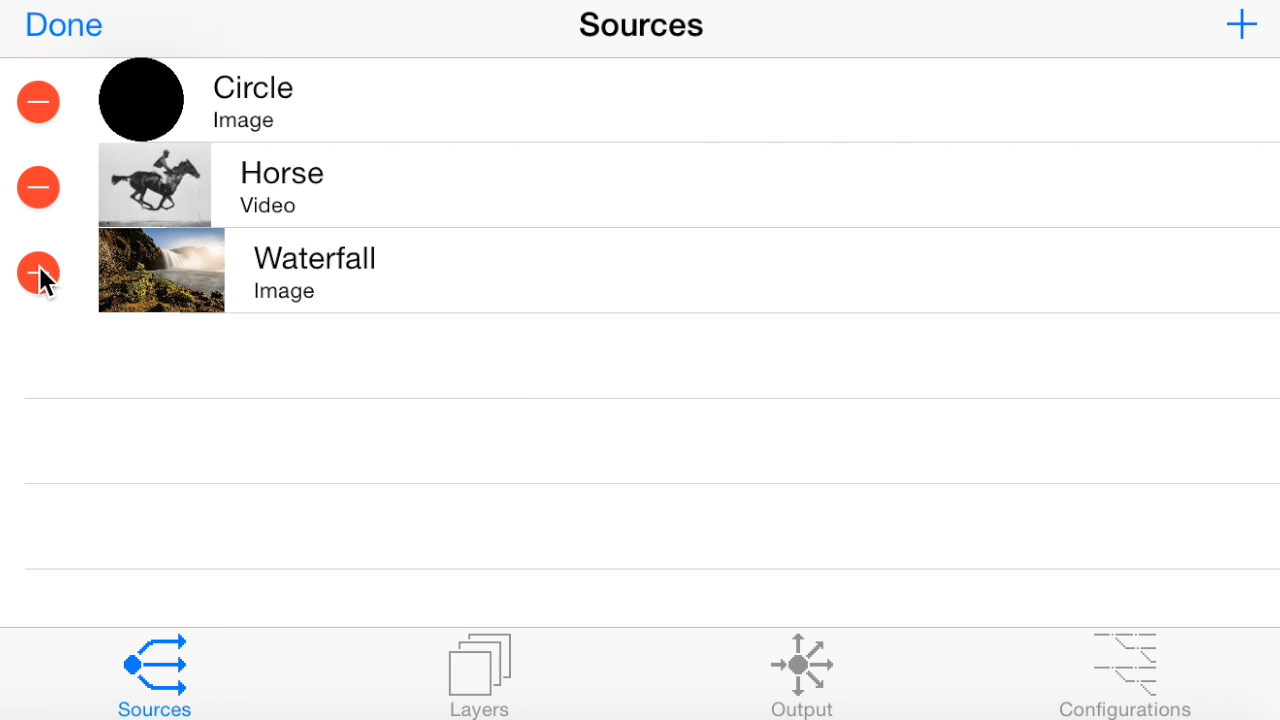 Done
Sources
Circle
Image
Horse
Video
Waterfall
Image
Sources
Layers
Output
Configurations